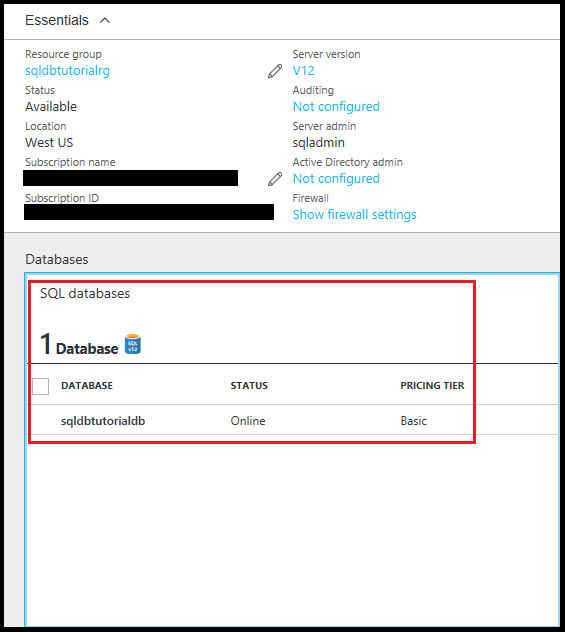 Essentials
Resource group
sqldbtutorialrg
Status
Available
Location
West US
Subscription name
Subscription ID
Server version
V12
Auditing
Not configured
Server admin
sqladmin
Active Directory admin
Not configured
Firewall
Show firewall settings
Databases
SQL databases
1 Database
SQL
v12
DATABASE STATUS PRICING TIER
sqldbtutorialdb Online Basic